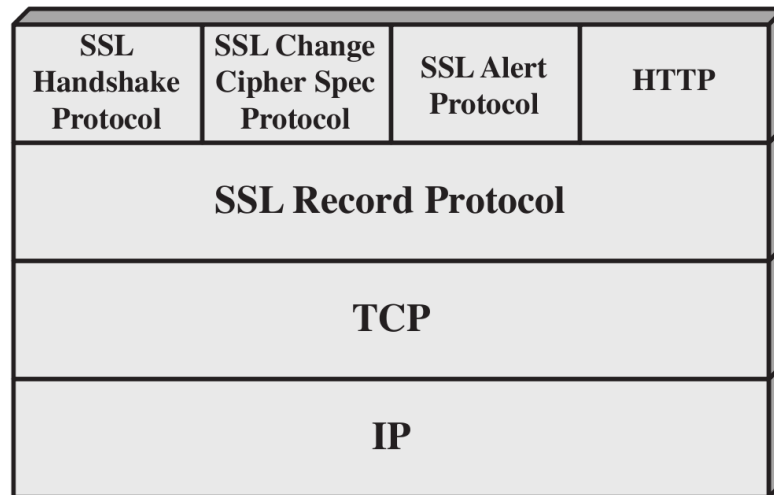 SSL
Handshake
Protocol
SSL Change
Cipher Spec
Protocol
SSL Alert
Protocol
HTTP
SSL Record Protocol
TCP
IP